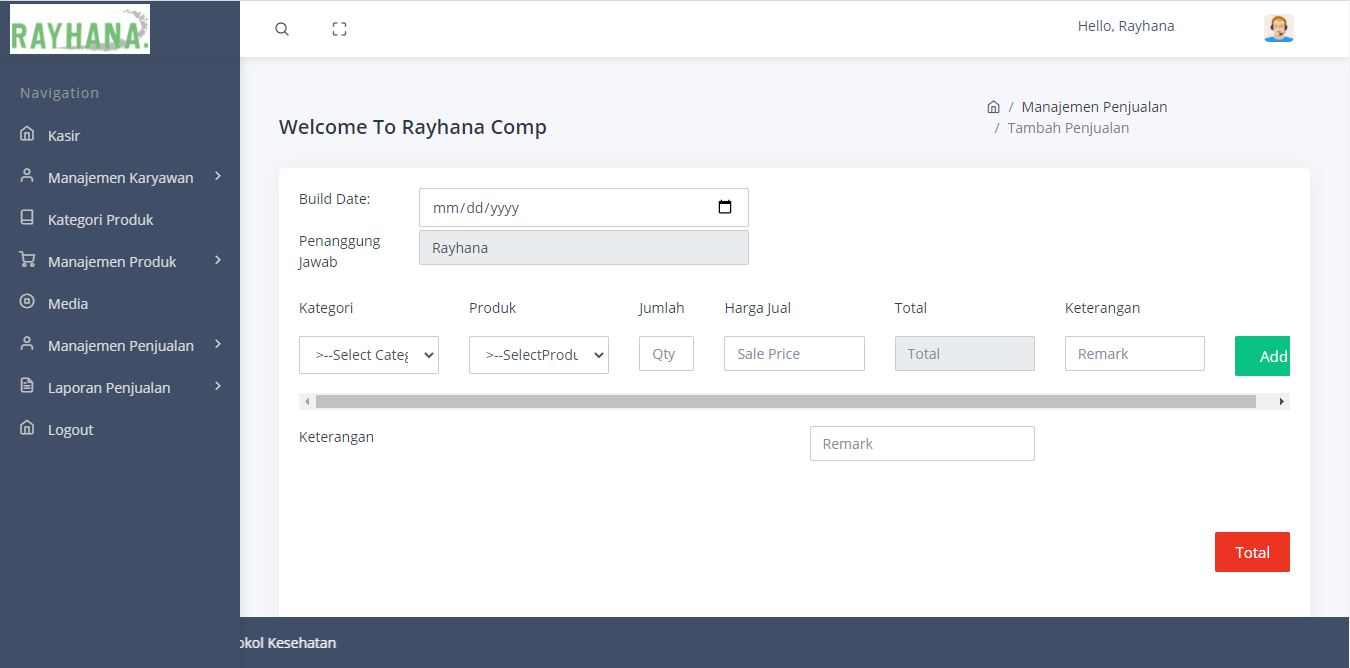 RAYHANA.
Hello, Rayhana
Navigation
Kasir
Manajemen Karyawan
Kategori Produk
Manajemen Produk
Media
Manajemen Penjualan
Laporan Penjualan
Logout
/ Manajemen Penjualan
/ Tambah Penjualan
Welcome To Rayhana Comp
Build Date:
mm/dd/yyyy
Penanggung
Jawab
Rayhana
Kategori Produk Jumlah Harga Jual Total Keterangan
>--Select Categ >--SelectProdu Qty Sale Price Total Remark Add
Keterangan
Remark
Total
okol Kesehatan